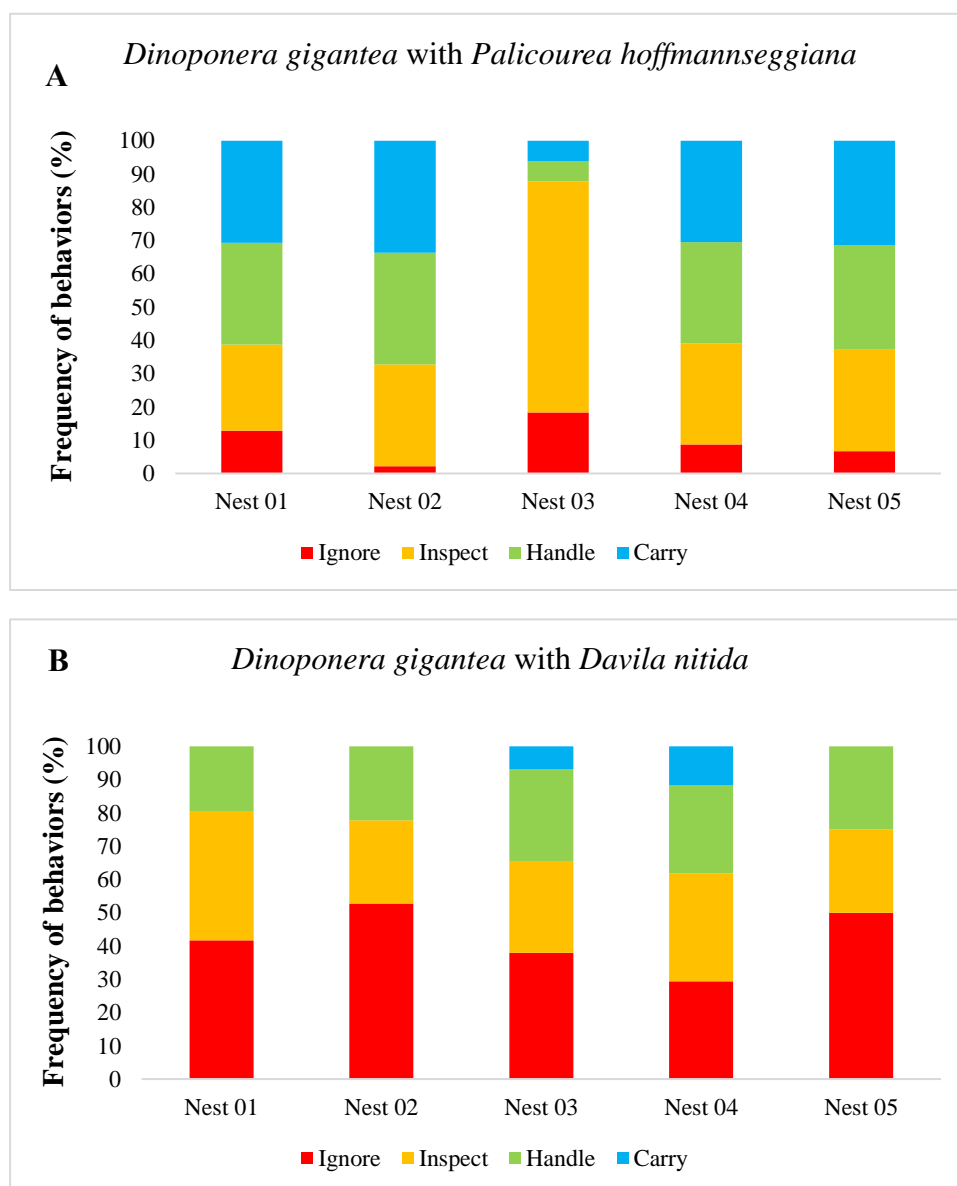 A
Dinoponera gigantea with Palicourea hoffmannseggiana
Frequency of behaviors (%)
100
90
80
70
60
50
40
30
20
10
0
Nest 01 Nest 02 Nest 03 Nest 04 Nest 05
Ignore Inspect Handle Carry
B
Dinoponera gigantea with Davila nitida
Frequency of behaviors (%)
100
90
80
70
60
50
40
30
20
10
0
Nest 01 Nest 02 Nest 03 Nest 04 Nest 05
Ignore Inspect Handle Carry